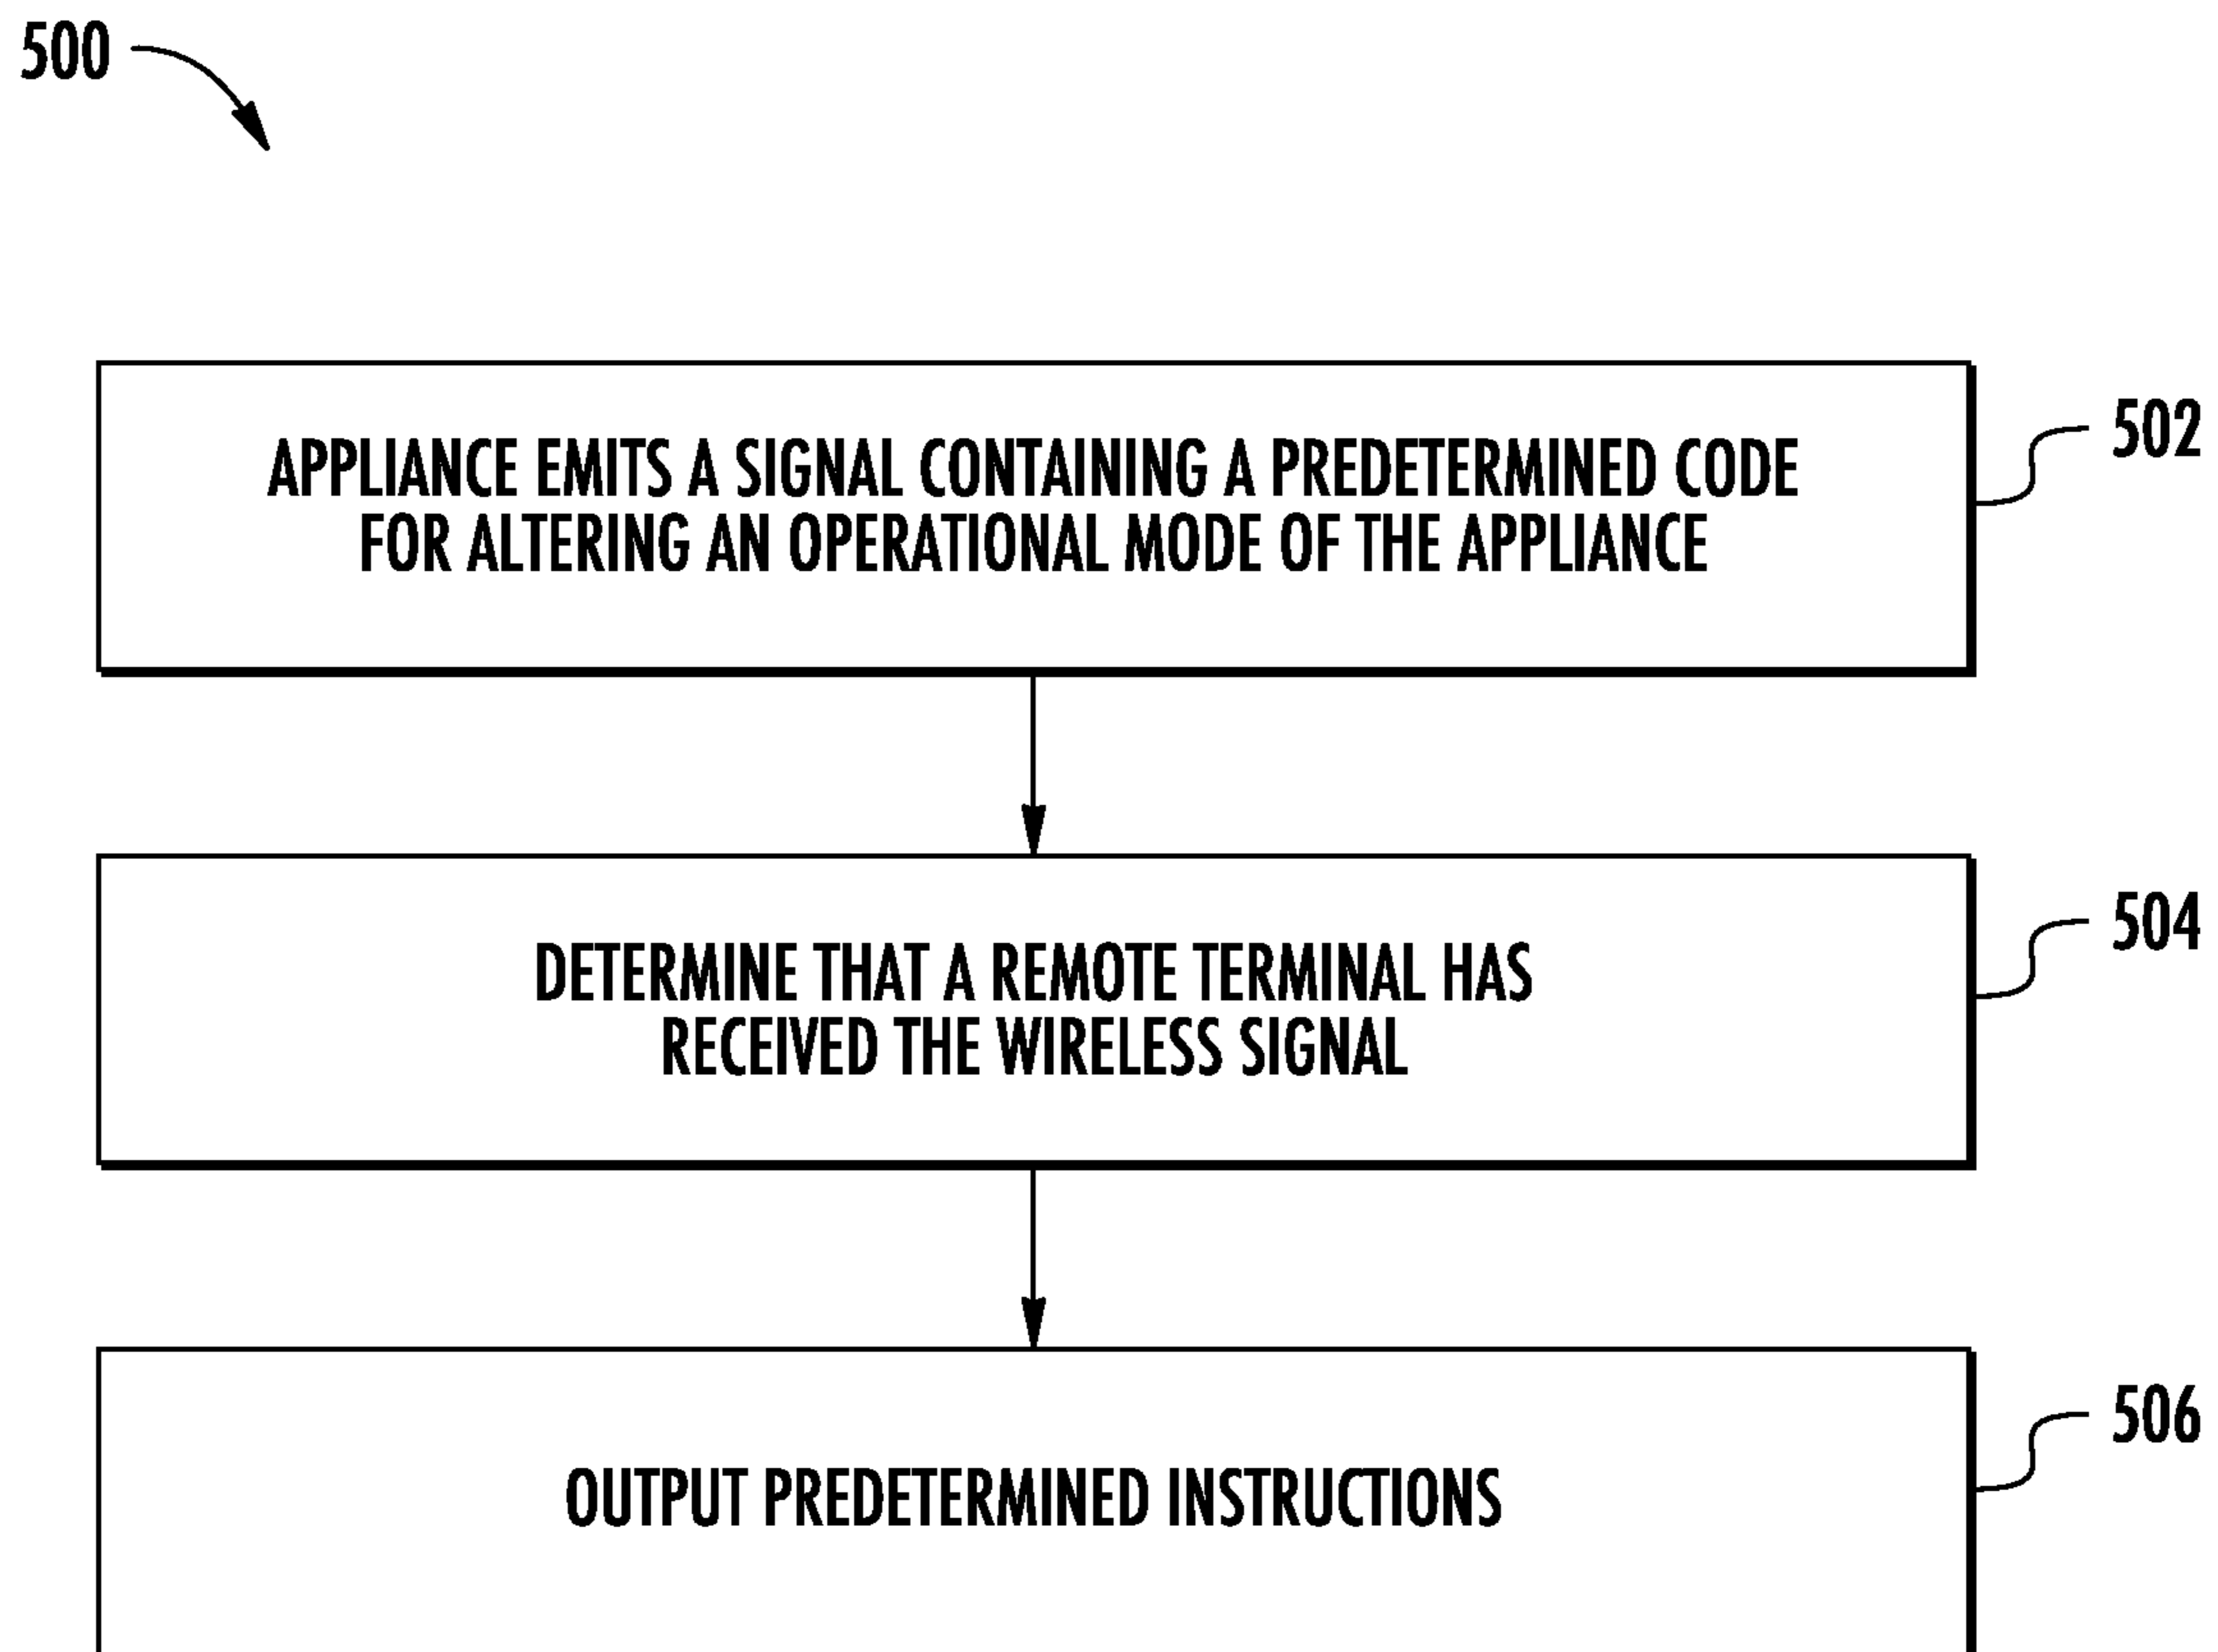 500
APPLIANCE EMITS A SIGNAL CONTAINING A PREDETERMINED CODE
FOR ALTERING AN OPERATIONAL MODE OF THE APPLIANCE
502
DETERMINE THAT A REMOTE TERMINAL HAS
RECEIVED THE WIRELESS SIGNAL
504
OUTPUT PREDETERMINED INSTRUCTIONS
506